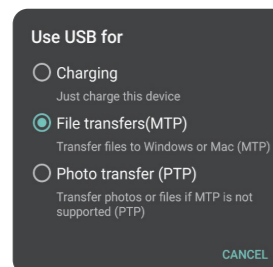 Use USB for
Charging
Just charge this device
File transfers(MTP)
Transfer files to Windows or Mac (MTP)
Photo transfer (PTP)
Transfer photos or files if MTP is not
supported (PTP)
CANCEL